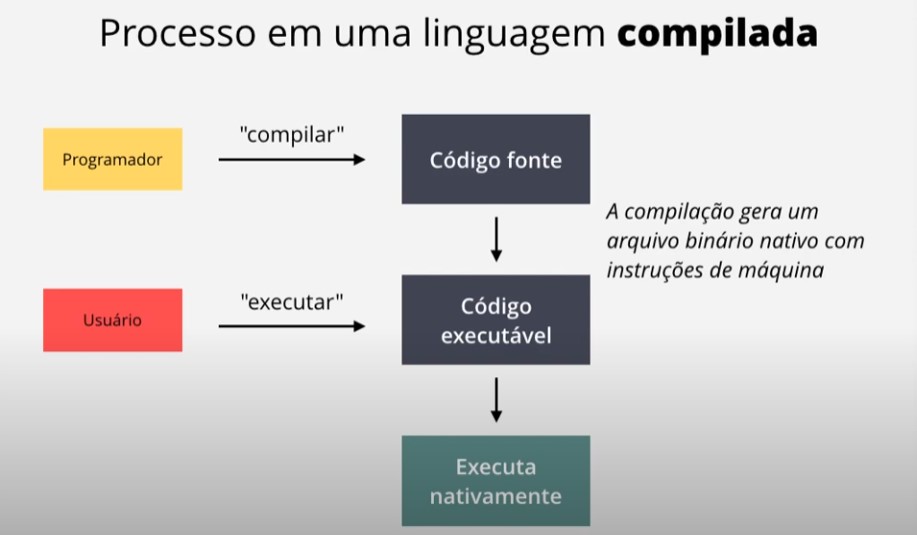 Processo em uma linguagem compilada
"compilar"
Programador
Código fonte
A compilação gera um
arquivo binário nativo com
instruções de máquina
"executar"
Usuário
Código
executável
Executa
nativamente